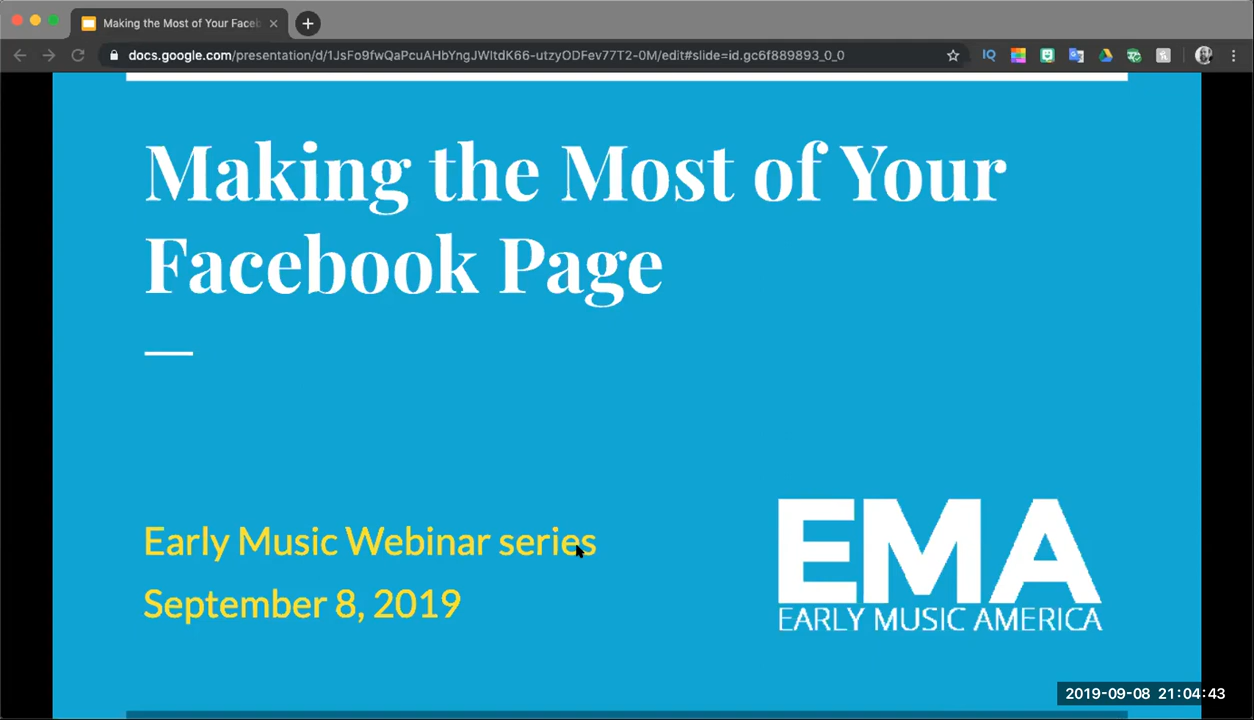 Making the Most of Your Faceb
docs.google.com/presentation/d/1JsFo9fwQaPcuAHbYngJWltdK66-utzyODFev77T2-0M/edit#slide=id.gc6f889893_0_0
Making the Most of Your
Facebook Page
Early Music Webinar series
September 8, 2019
EMA
EARLY MUSIC AMERICA
2019-09-08 21:04:43